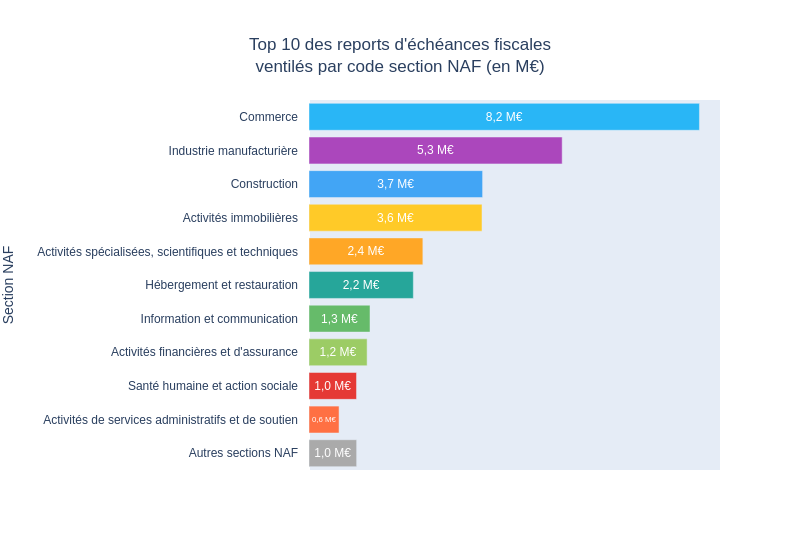 Top 10 des reports d'échéances fiscales
ventilés par code section NAF (en M€)
Section NAF
Commerce 8,2 M€
Industrie manufacturière 5,3 M€
Construction 3,7 M€
Activités immobilières 3,6 M€
Activités spécialisées, scientifiques et techniques 2,4 M€
Hébergement et restauration 2,2 M€
Information et communication 1,3 M€
Activités financières et d'assurance 1,2 M€
Santé humaine et action sociale 1,0 M€
Activités de services administratifs et de soutien 0,6 M€
Autres sections NAF 1,0 M€